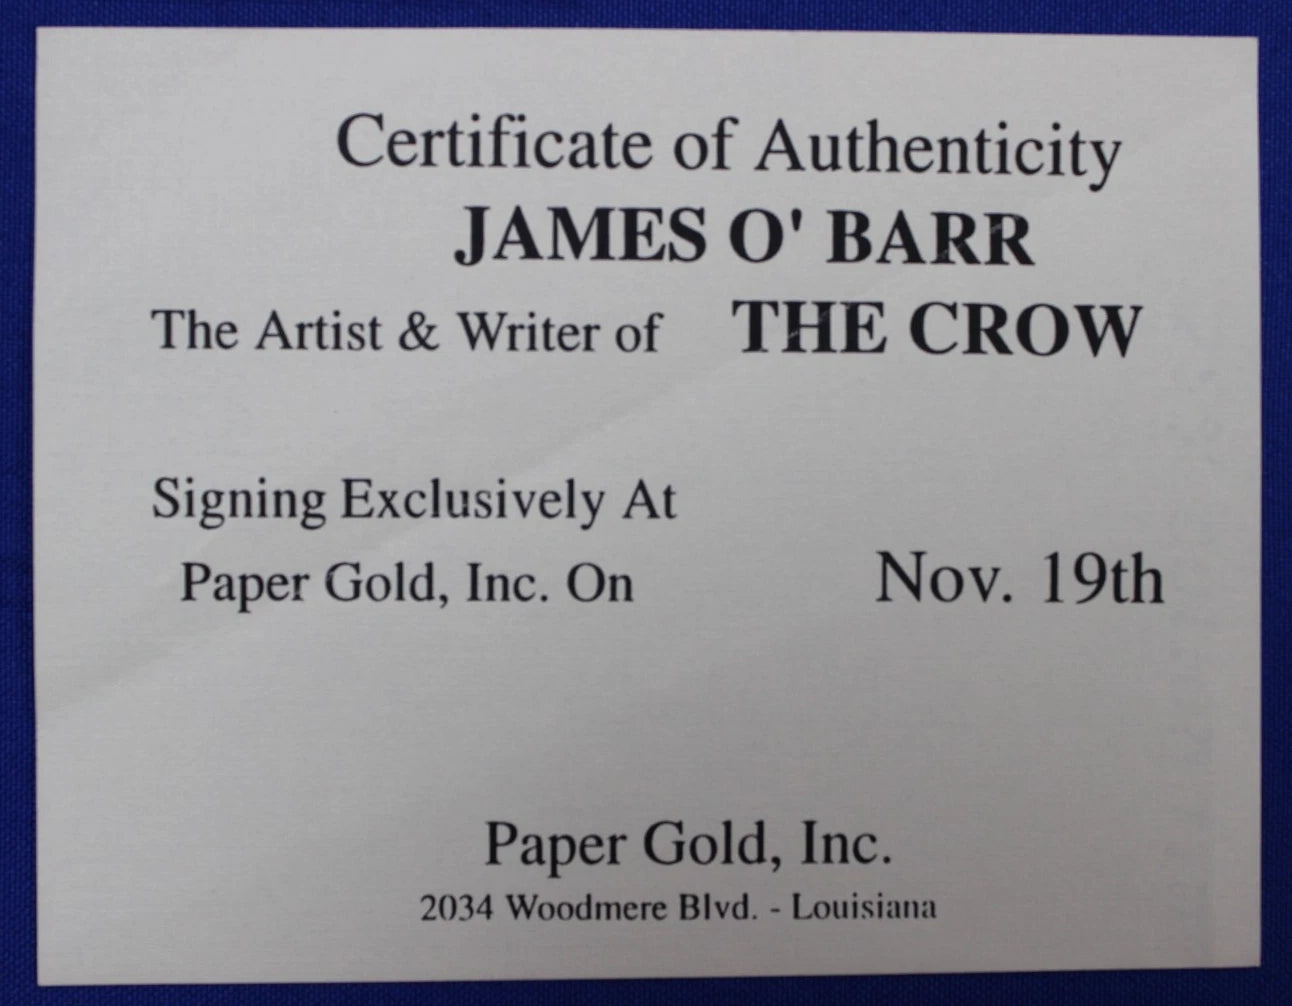 Certificate of Authenticity
JAMES O' BARR
The Artist & Writer of THE CROW
Signing Exclusively At
Paper Gold, Inc. On Nov. 19th
Paper Gold, Inc.
2034 Woodmere Blvd. - Louisiana